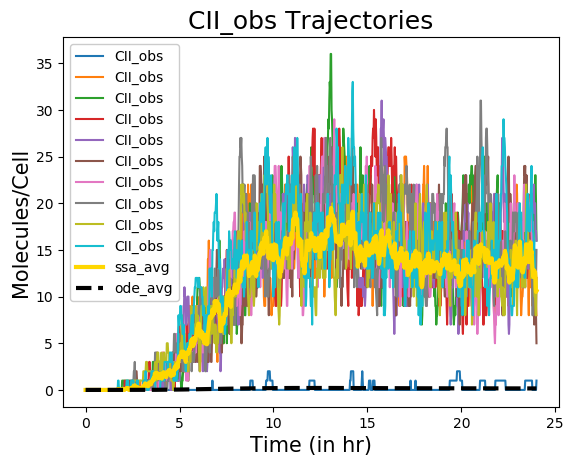 CII_obs Trajectories
Molecules/Cell
35
30
25
20
15
10
5
0
CII_obs
CII_obs
CII_obs
CII_obs
CII_obs
CII_obs
CII_obs
CII_obs
CII_obs
CII_obs
ssa_avg
ode_avg
0 5 10 15 20 25
Time (in hr)